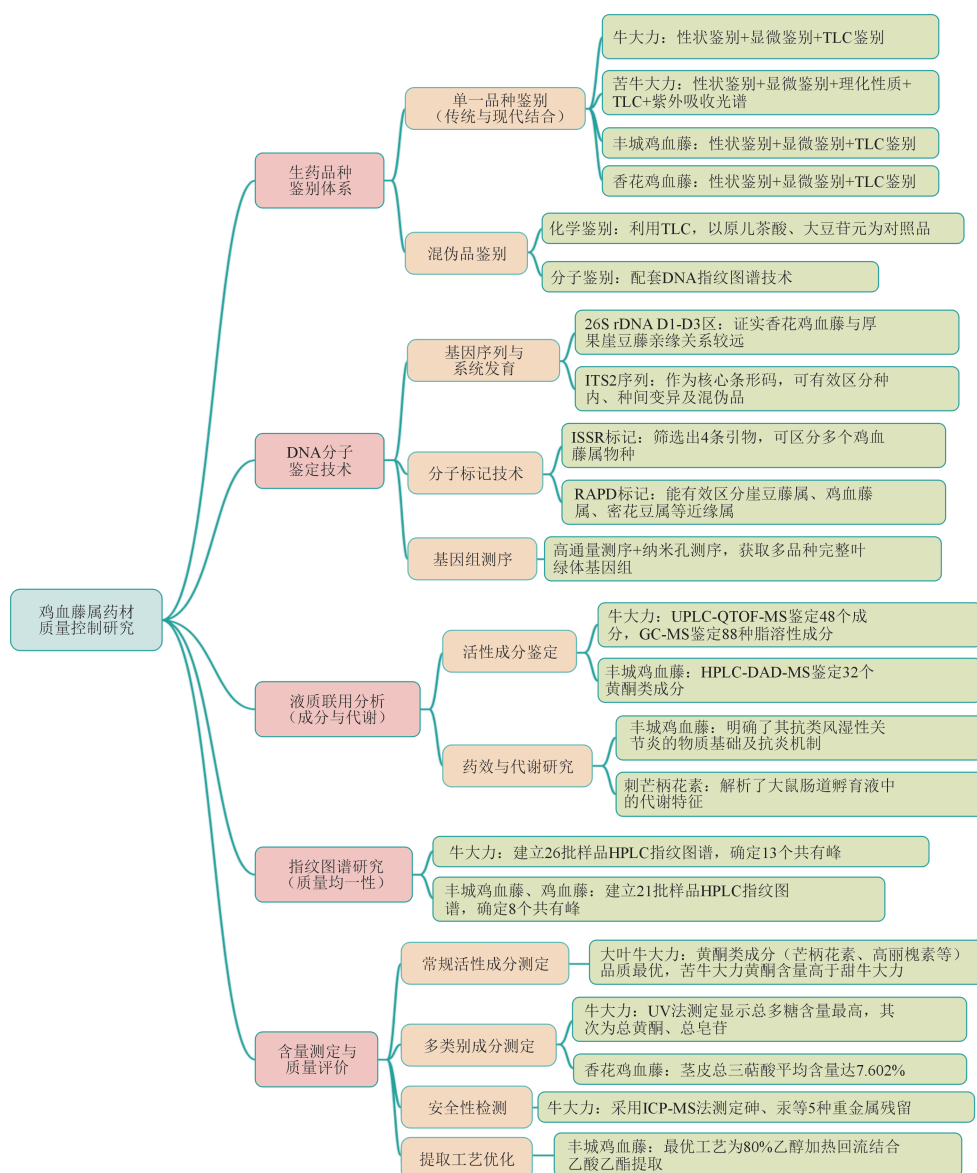 牛大力：性状鉴别+显微鉴别+TLC鉴别
苦牛大力：性状鉴别+显微鉴别+理化性质+
TLC+紫外吸收光谱
单一品种鉴别
（传统与现代结合）
丰城鸡血藤：性状鉴别+显微鉴别+TLC鉴别
香花鸡血藤：性状鉴别+显微鉴别+TLC鉴别
生药品种
鉴别体系
化学鉴别：利用TLC，以原儿茶酸、大豆苷元为对照品
混伪品鉴别
分子鉴别：配套DNA指纹图谱技术
26S rDNA D1-D3区：证实香花鸡血藤与厚
果崖豆藤亲缘关系较远
基因序列与
系统发育
ITS2序列：作为核心条形码，可有效区分种
内、种间变异及混伪品
DNA分子
鉴定技术
ISSR标记：筛选出4条引物，可区分多个鸡血
藤属物种
分子标记技术
RAPD标记：能有效区分崖豆藤属、鸡血藤
属、密花豆属等近缘属
基因组测序
高通量测序+纳米孔测序，获取多品种完整叶
绿体基因组
鸡血藤属药材
质量控制研究
牛大力：UPLC-QTOF-MS鉴定48个成
分，GC-MS鉴定88种脂溶性成分
活性成分鉴定
丰城鸡血藤：HPLC-DAD-MS鉴定32个
黄酮类成分
液质联用分析
（成分与代谢）
丰城鸡血藤：明确了其抗类风湿性关
节炎的物质基础及抗炎机制
药效与代谢研究
刺芒柄花素：解析了大鼠肠道孵育液中
的代谢特征
指纹图谱研究
（质量均一性）
牛大力：建立26批样品HPLC指纹图谱，确定13个共有峰
丰城鸡血藤、鸡血藤：建立21批样品HPLC指纹图
谱，确定8个共有峰
常规活性成分测定
大叶牛大力：黄酮类成分（芒柄花素、高丽槐素等）
品质最优，苦牛大力黄酮含量高于甜牛大力
牛大力：UV法测定显示总多糖含量最高，其
次为总黄酮、总皂苷
多类别成分测定
香花鸡血藤：茎皮总三萜酸平均含量达7.602%
含量测定与
质量评价
安全性检测
牛大力：采用ICP-MS法测定砷、汞等5种重金属残留
提取工艺优化
丰城鸡血藤：最优工艺为80%乙醇加热回流结合
乙酸乙酯提取